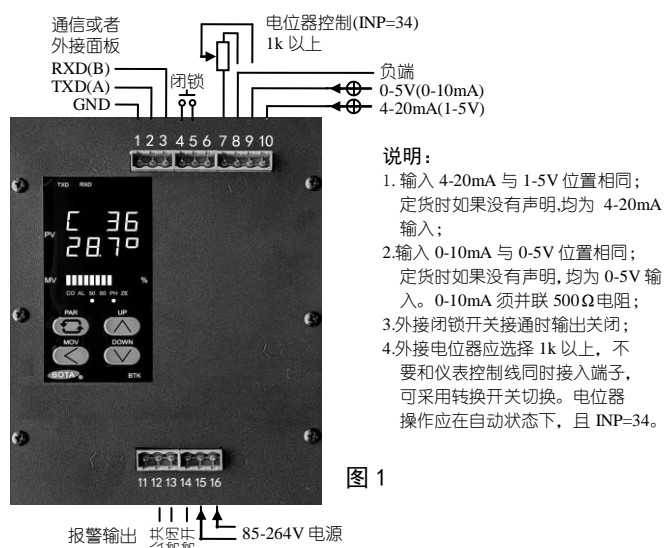 通信或者
外接面板
RXD(B)
TXD(A)
GND
闭锁
电位器控制(INP=34)
1k 以上
负端
0-5V(0-10mA)
4-20mA(1-5V)
1 2 3 4 5 6 7 8 9 10
TXD RXD
PV
C 36
28.7°
MV %
CO AL 50 60 PH ZE
PAR UP
MOV DOWN
BOTA BTK
11 12 13 14 15 16
报警输出
85-264V 电源
说明：
1. 输入 4-20mA 与 1-5V 位置相同；
定货时如果没有声明,均为 4-20mA
输入；
2.输入 0-10mA 与 0-5V 位置相同；
定货时如果没有声明, 均为 0-5V 输
入。0-10mA 须并联 500Ω电阻；
3.外接闭锁开关接通时输出关闭；
4.外接电位器应选择 1k 以上，不
要和仪表控制线同时接入端子，
可采用转换开关切换。电位器
操作应在自动状态下，且 INP=34。
图 1